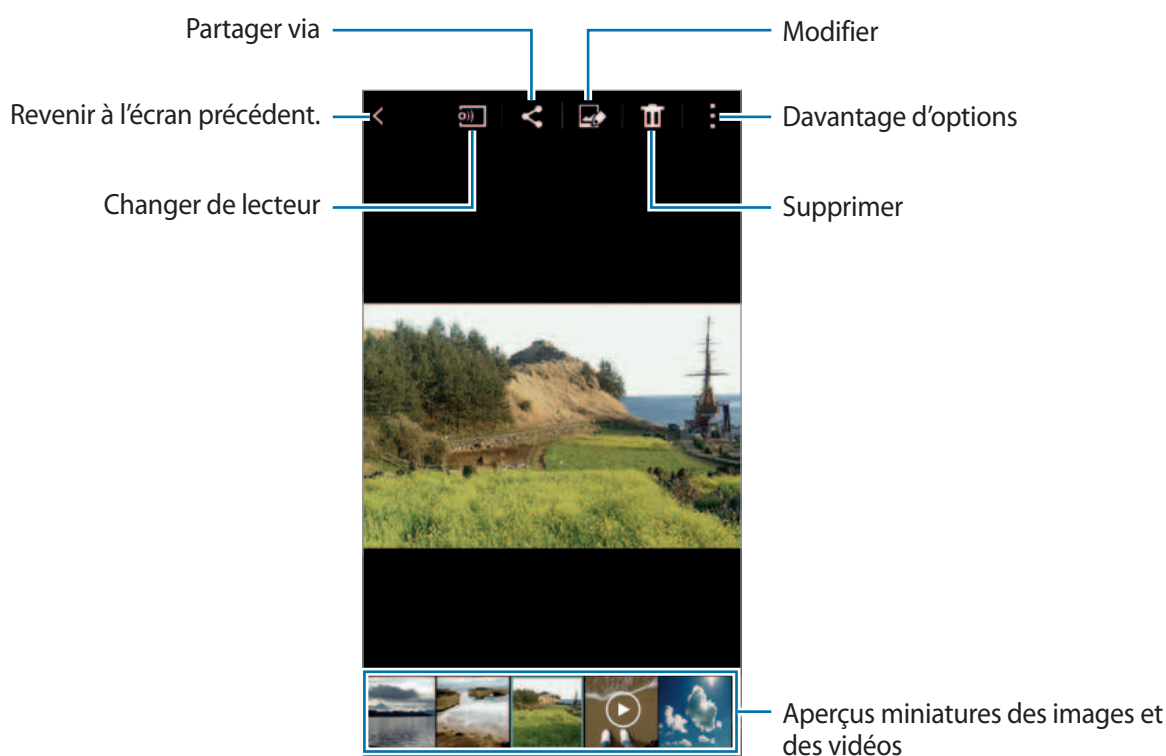 Partager via
Modifier
Revenir à l’écran précédent.
Davantage d’options
Changer de lecteur
Supprimer
Aperçus miniatures des images et
des vidéos